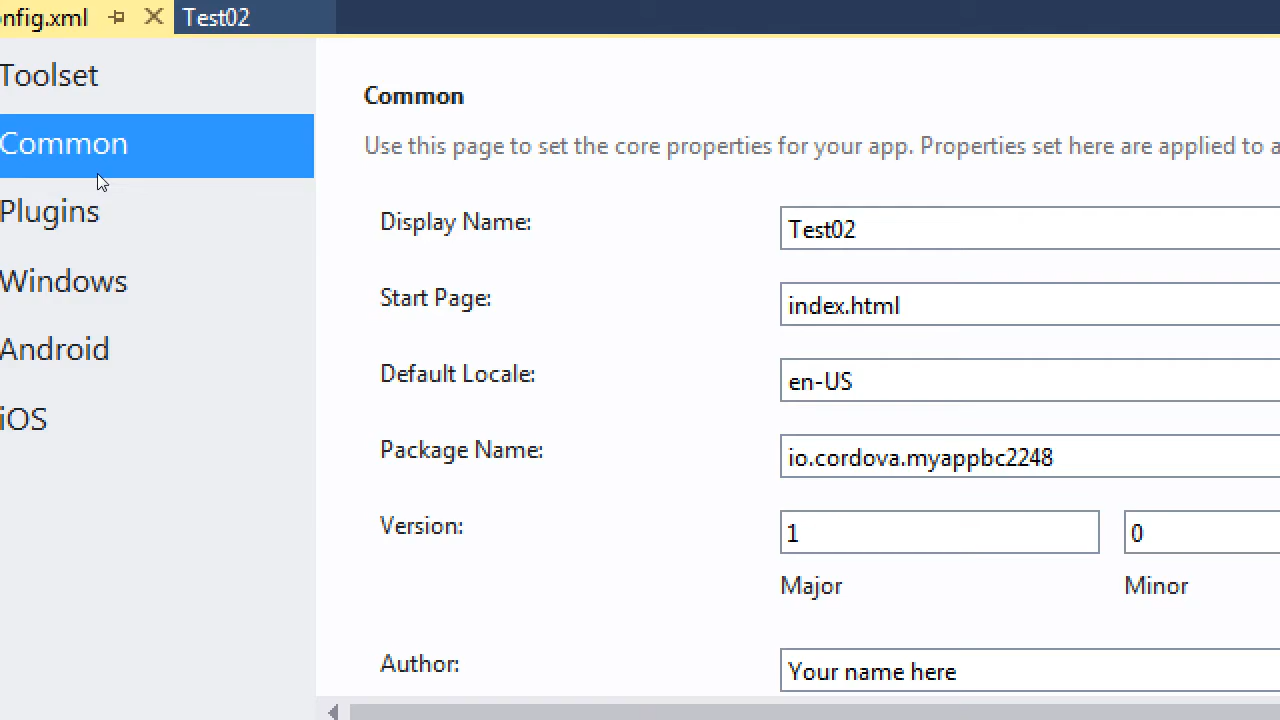 nfig.xml Test02
Toolset
Common
Plugins
Windows
Android
iOS
Common
Use this page to set the core properties for your app. Properties set here are applied to a
Display Name: Test02
Start Page: index.html
Default Locale: en-US
Package Name: io.cordova.myappbc2248
Version: 1 0
Major Minor
Author: Your name here